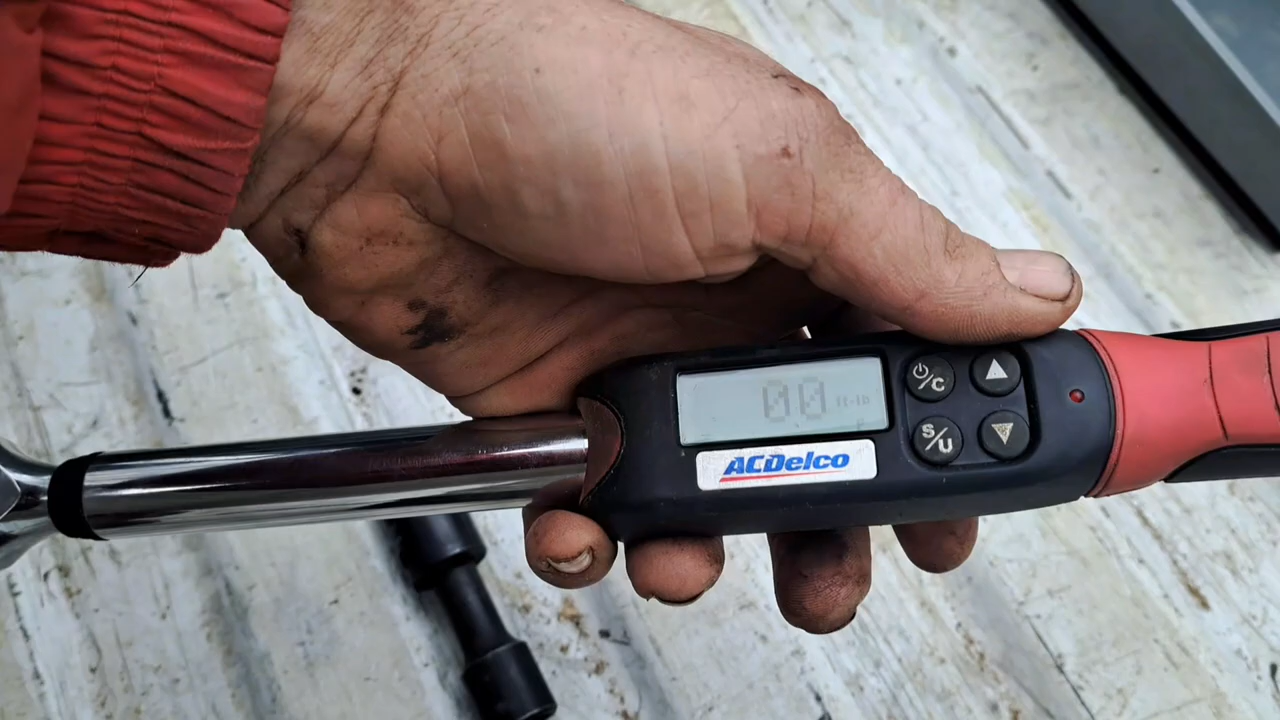 00 ft-lb
P
ACDelco
⏻/C
S/U